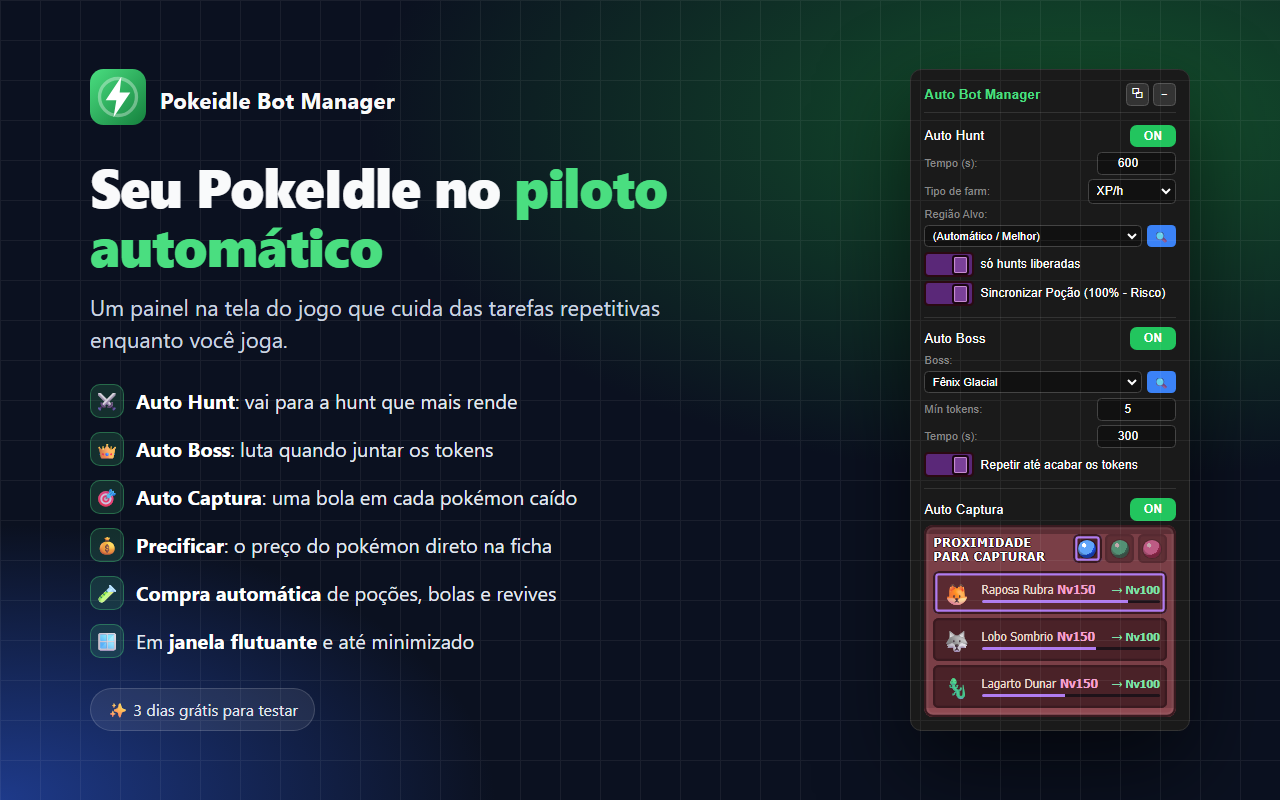 Pokeidle Bot Manager
Seu PokeIdle no piloto
automático
Um painel na tela do jogo que cuida das tarefas repetitivas
enquanto você joga.
Auto Hunt: vai para a hunt que mais rende
Auto Boss: luta quando juntar os tokens
Auto Captura: uma bola em cada pokémon caído
Precificar: o preço do pokémon direto na ficha
Compra automática de poções, bolas e revives
Em janela flutuante e até minimizado
3 dias grátis para testar
Auto Bot Manager
Auto Hunt ON
Tempo (s): 600
Tipo de farm: XP/h
Região Alvo:
(Automático / Melhor)
só hunts liberadas
Sincronizar Poção (100% - Risco)
Auto Boss ON
Boss:
Fênix Glacial
Mín tokens: 5
Tempo (s): 300
Repetir até acabar os tokens
Auto Captura ON
PROXIMIDADE
PARA CAPTURAR
Raposa Rubra Nv150 → Nv100
Lobo Sombrio Nv150 → Nv100
Lagarto Dunar Nv150 → Nv100